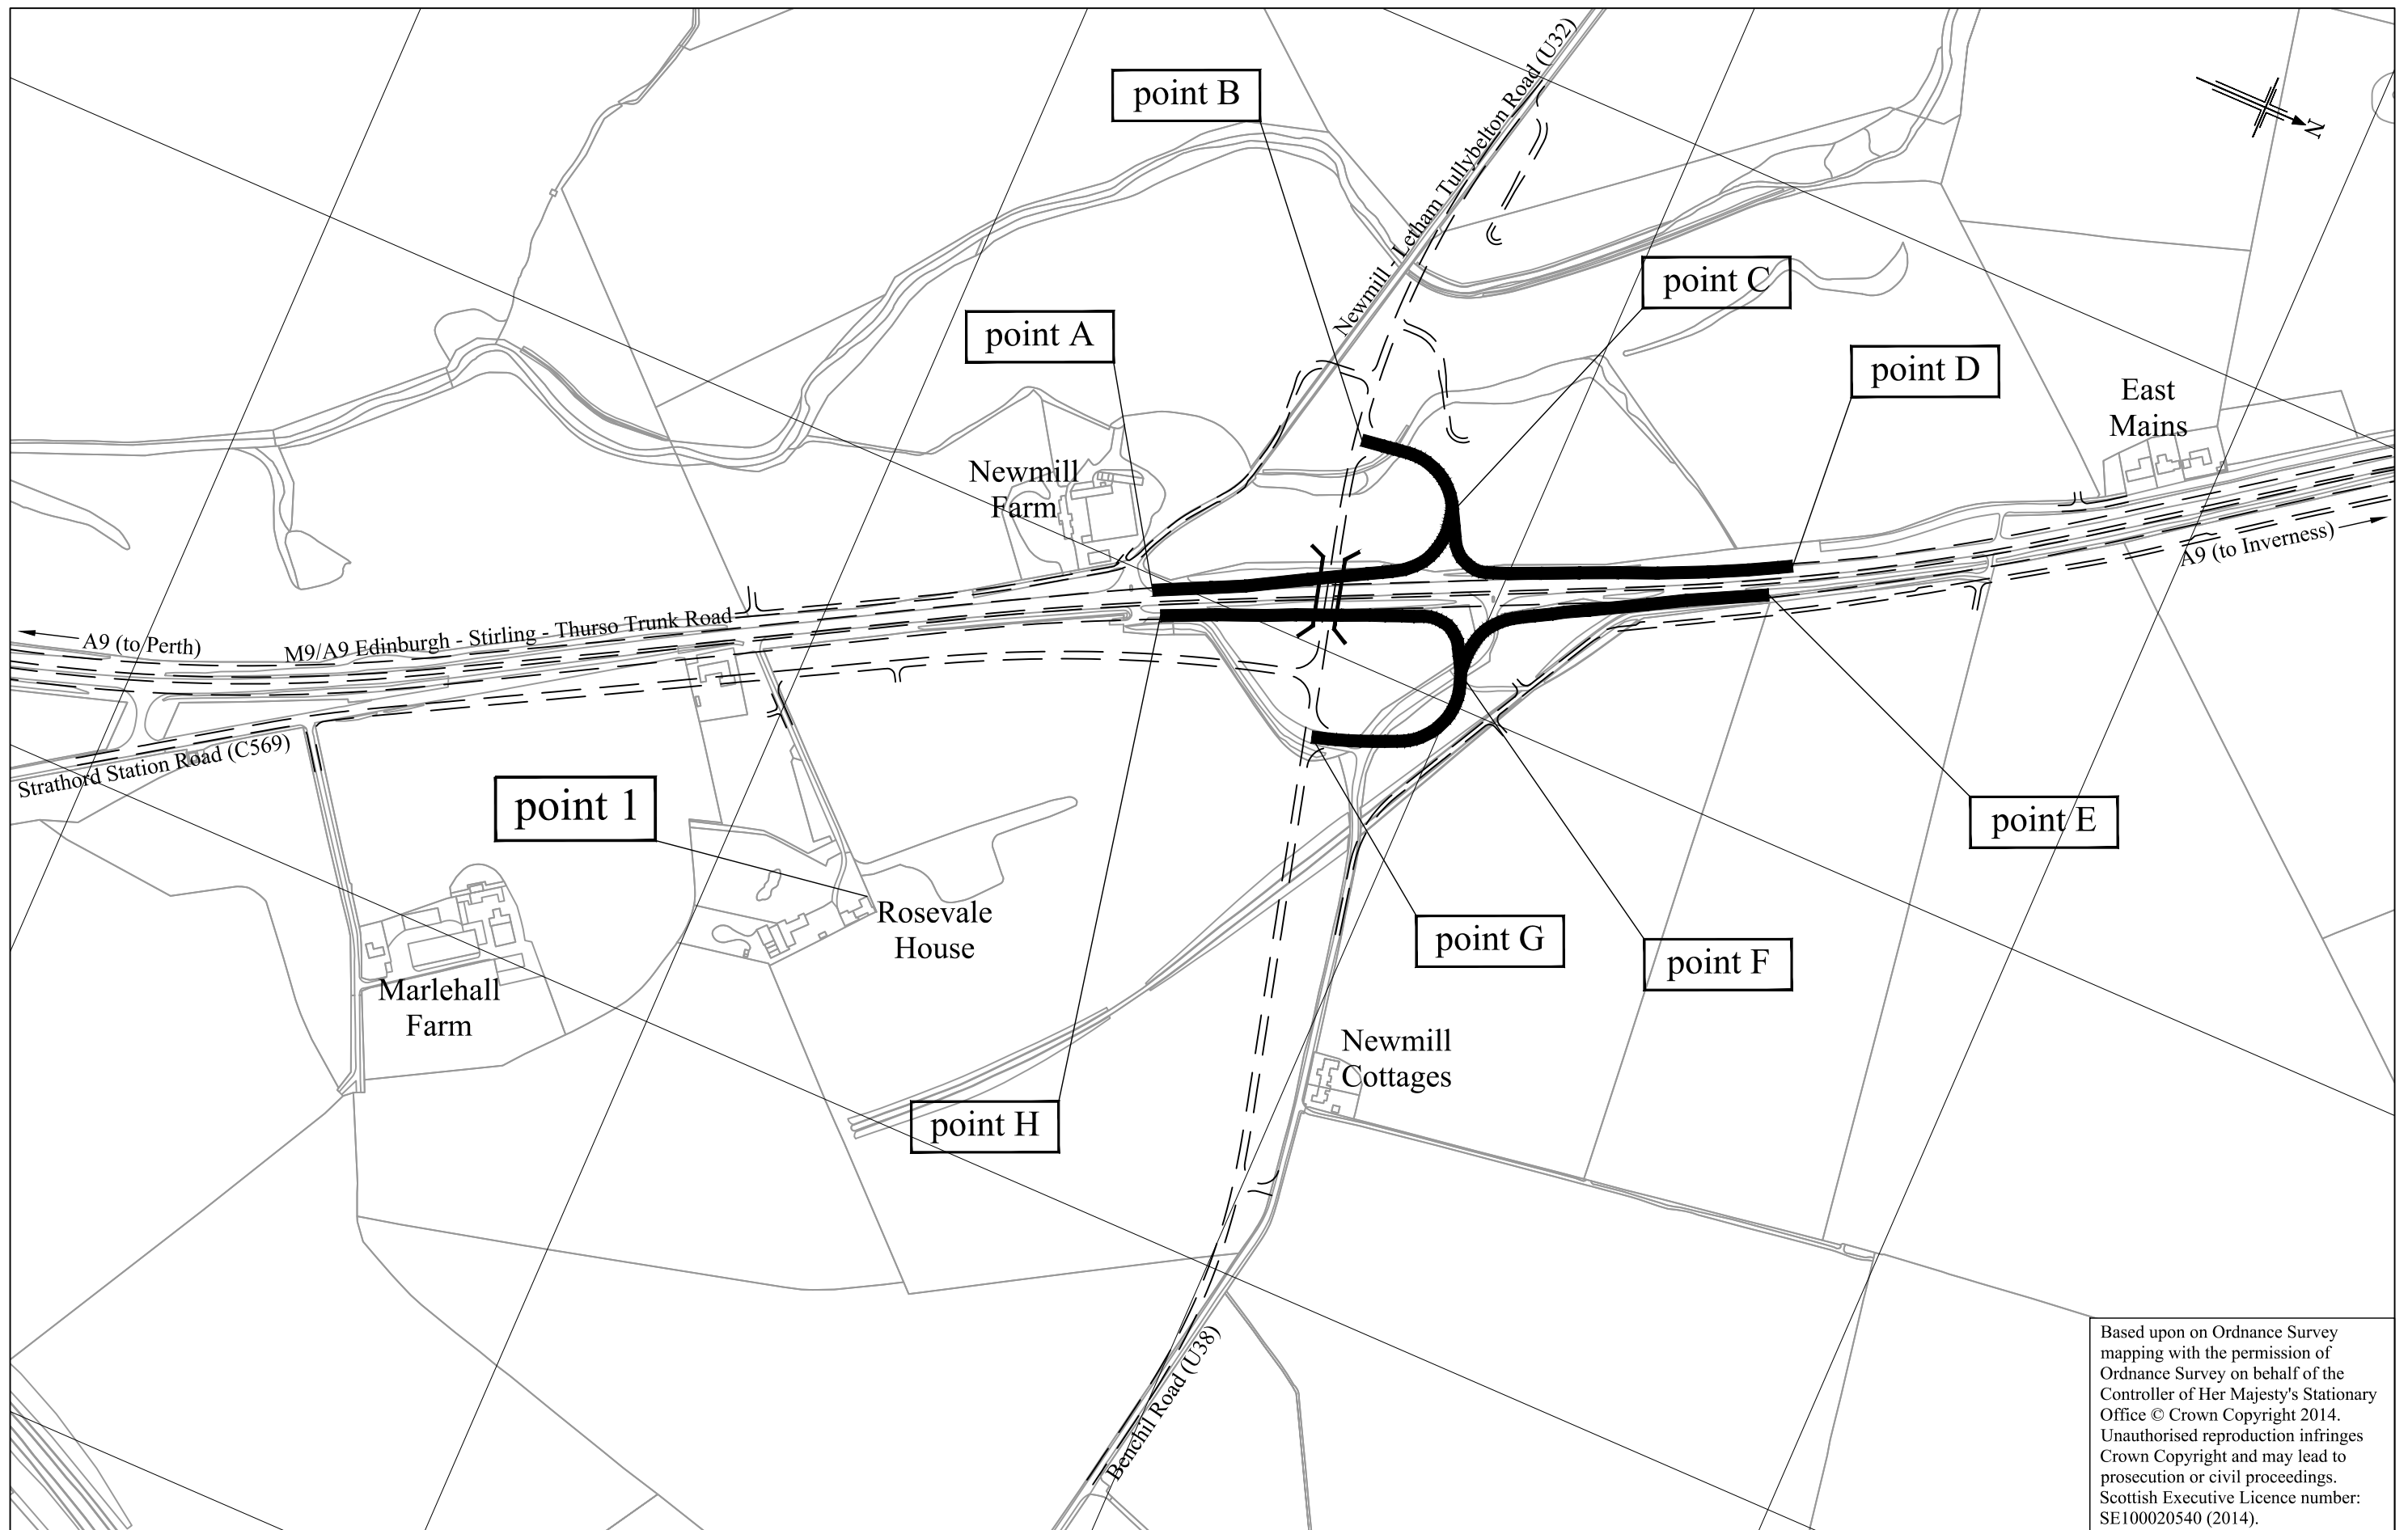 Newmill - Letham Tullybelton Road (U32)
point B
N
point C
point A
point D
East
Mains
Newmill
Farm
A9 (to Inverness)
A9 (to Perth)
M9/A9 Edinburgh - Stirling - Thurso Trunk Road
Strathord Station Road (C569)
point 1
point E
Rosevale
House
point G
point F
Marlehall
Farm
Newmill
Cottages
point H
Benchil Road (U38)
Based upon on Ordnance Survey
mapping with the permission of
Ordnance Survey on behalf of the
Controller of Her Majesty's Stationary
Office © Crown Copyright 2014.
Unauthorised reproduction infringes
Crown Copyright and may lead to
prosecution or civil proceedings.
Scottish Executive Licence number:
SE100020540 (2014).